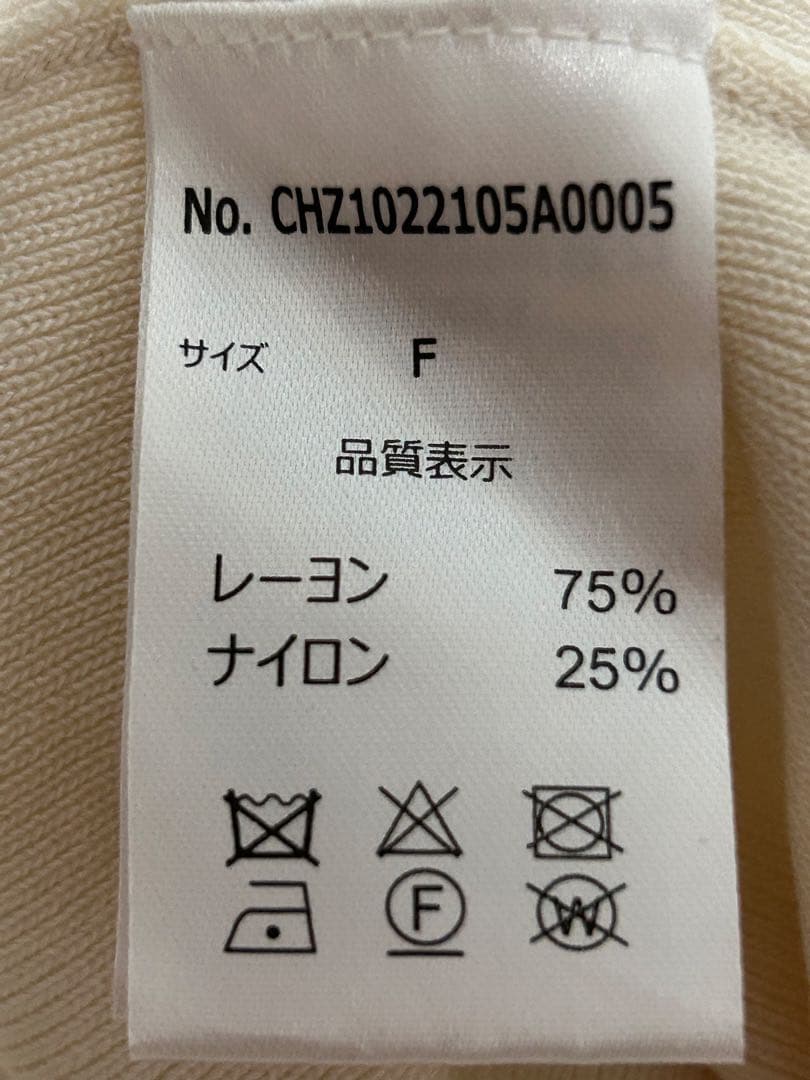 No. CHZ1022105A0005
サイズ F
品質表示
レーヨン 75%
ナイロン 25%
F W